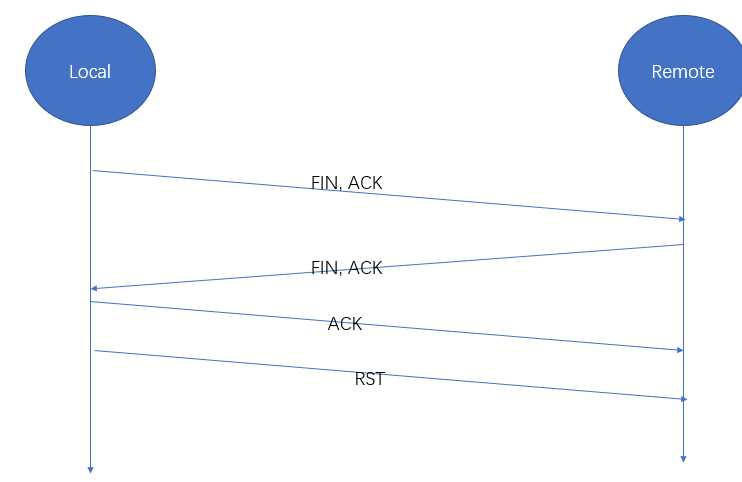 Local
Remote
FIN, ACK
FIN, ACK
ACK
RST